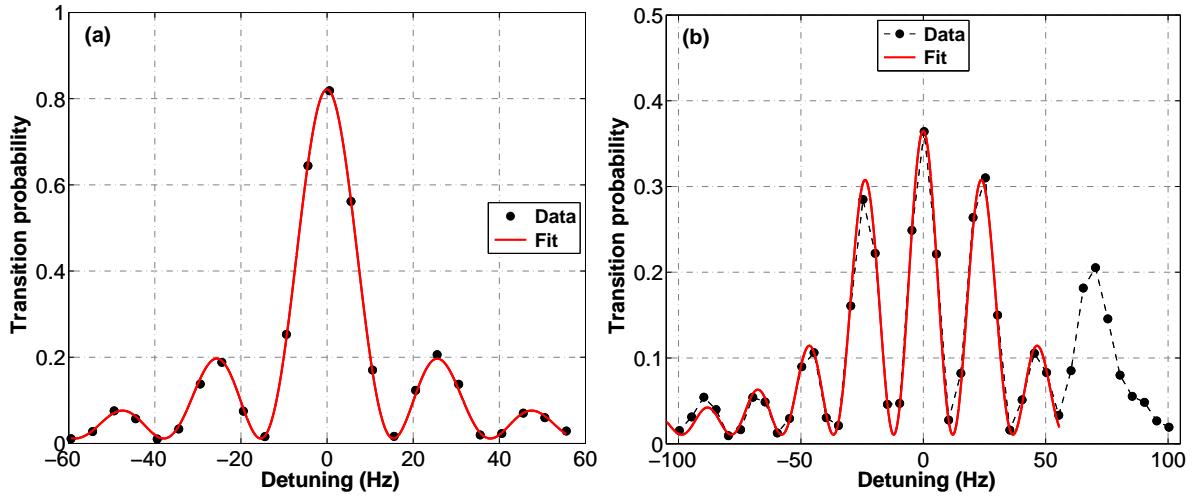 (a)
Transition probability
1
0.8
0.6
0.4
0.2
0
−60 −40 −20 0 20 40 60
Detuning (Hz)
Data
Fit
(b)
Transition probability
0.5
0.4
0.3
0.2
0.1
0
−100 −50 0 50 100
Detuning (Hz)
Data
Fit